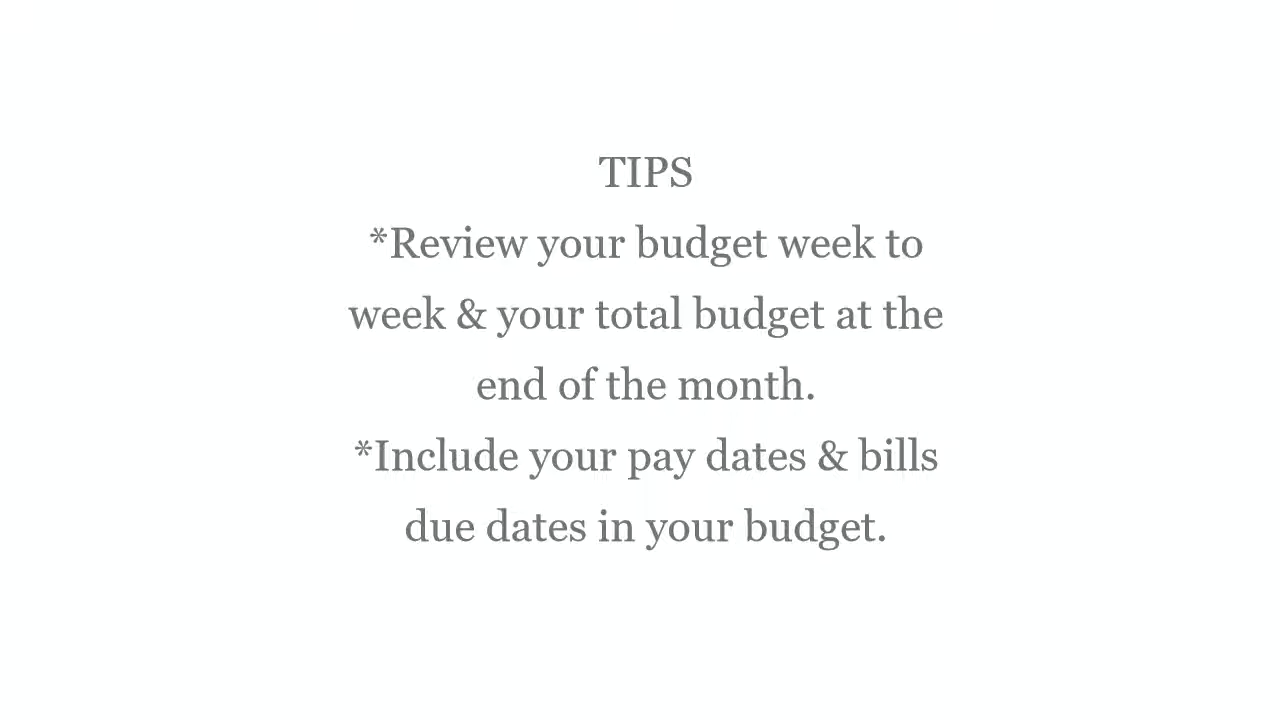 TIPS
*Review your budget week to
week & your total budget at the
end of the month.
*Include your pay dates & bills
due dates in your budget.